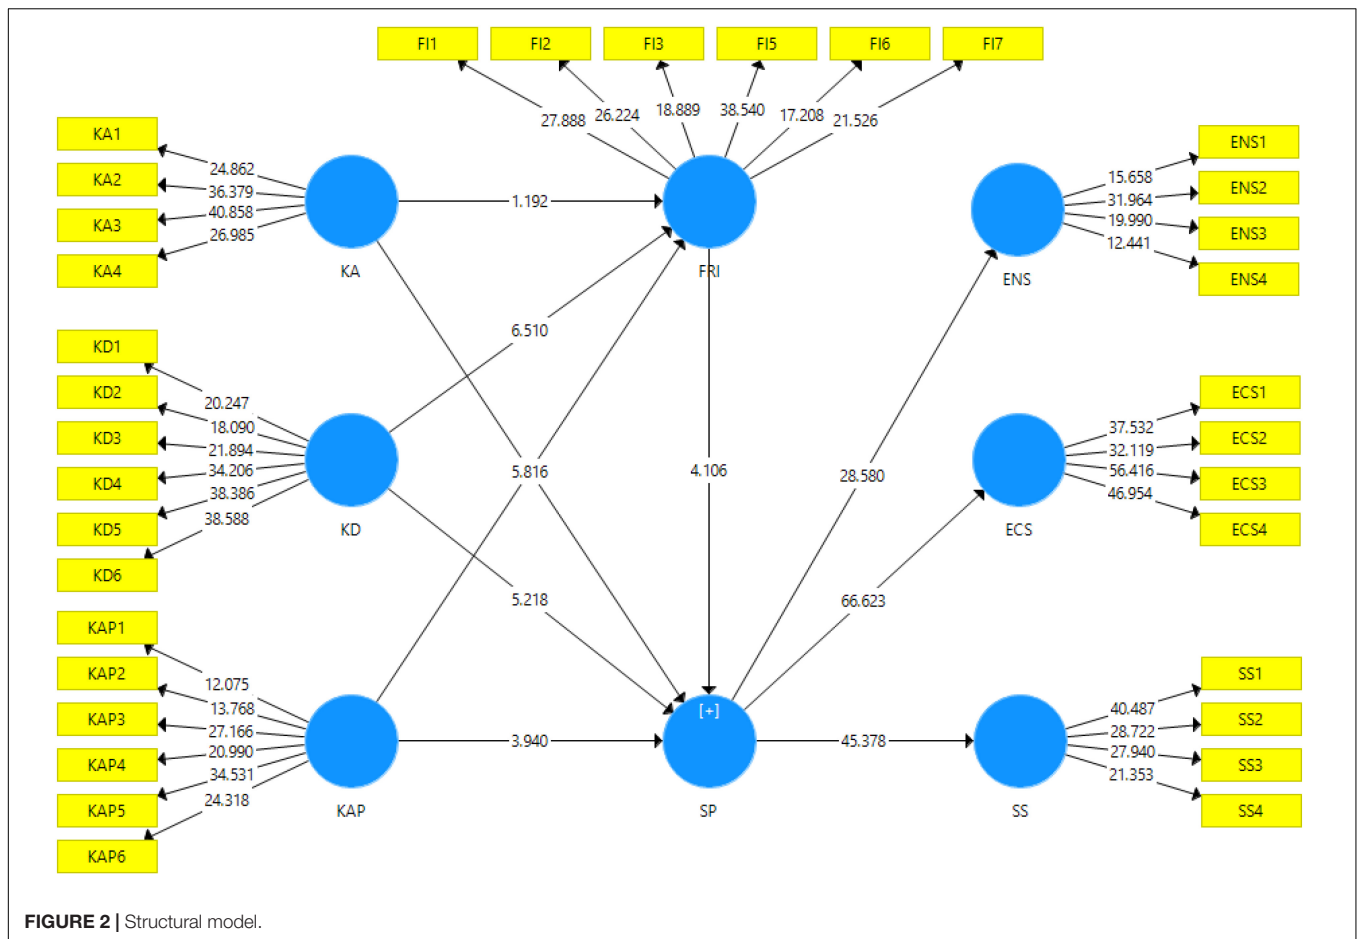 FI1 FI2 FI3 FI5 FI6 FI7
27.888 26.224 18.889 38.540 17.208 21.526
KA1
KA2
KA3
KA4
24.862
36.379
40.858
26.985
KA
1.192
FRI
ENS
15.658
31.964
19.990
12.441
ENS1
ENS2
ENS3
ENS4
KD1
KD2
KD3
KD4
KD5
KD6
20.247
18.090
21.894
34.206
38.386
38.588
KD
6.510
5.816
4.106
28.580
5.218
66.623
ECS
37.532
32.119
56.416
46.954
ECS1
ECS2
ECS3
ECS4
KAP1
KAP2
KAP3
KAP4
KAP5
KAP6
12.075
13.768
27.166
20.990
34.531
24.318
KAP
3.940
[+]
SP
45.378
SS
40.487
28.722
27.940
21.353
SS1
SS2
SS3
SS4
FIGURE 2 | Structural model.